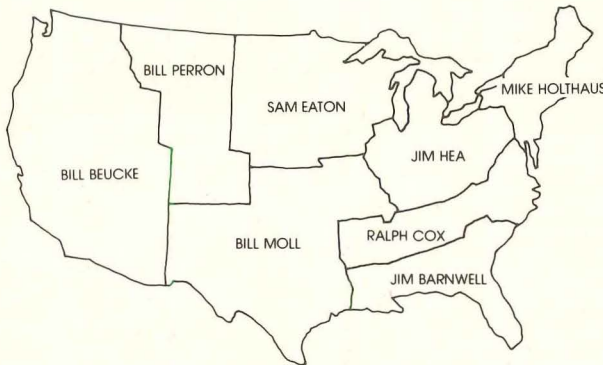 BILL PERRON
MIKE HOLTHAUS
SAM EATON
JIM HEA
BILL BEUCKE
RALPH COX
BILL MOLL
JIM BARNWELL